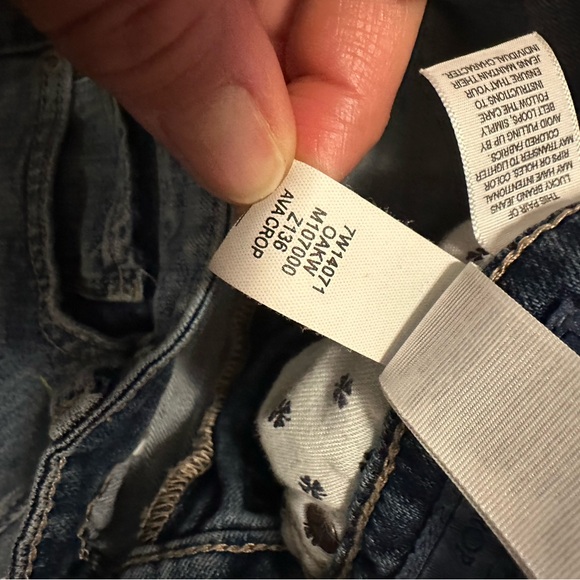 7W14071
OAKW
M107000
Z136
AVA CROP
THIS PAIR OF
LUCKY BRAND JEANS
MAY HAVE INTENTIONAL
RIPS OR HOLES. COLOR
MAY TRANSFER TO LIGHTER
COLORED FABRICS.
AVOID PULLING UP BY
BELT LOOPS, SIMPLY
FOLLOW THE CARE
INSTRUCTIONS TO
ENSURE THAT YOUR
JEANS MAINTAIN THEIR
INDIVIDUAL CHARACTER.